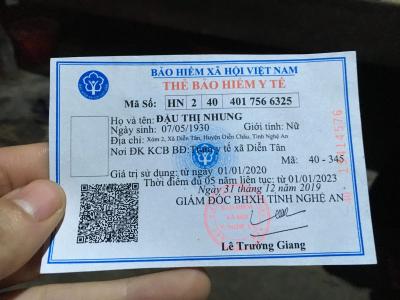 BẢO HIỂM XÃ HỘI VIỆT NAM
THẺ BẢO HIỂM Y TẾ
Mã Số: HN 2 40 401 756 6325
Họ và tên: ĐẬU THỊ NHUNG
Ngày sinh: 07/05/1930 Giới tính: Nữ
Địa chỉ: Xóm 2, Xã Diễn Tân, Huyện Diễn Châu, Tỉnh Nghệ An
Nơi ĐK KCB BĐ: Trạm y tế xã Diễn Tân
Mã: 40 - 345
Giá trị sử dụng: từ ngày 01/01/2020
Thời điểm đủ 05 năm liên tục: từ 01/01/2023
Ngày 31 tháng 12 năm 2019
GIÁM ĐỐC BHXH TỈNH NGHỆ AN
Lê Trường Giang